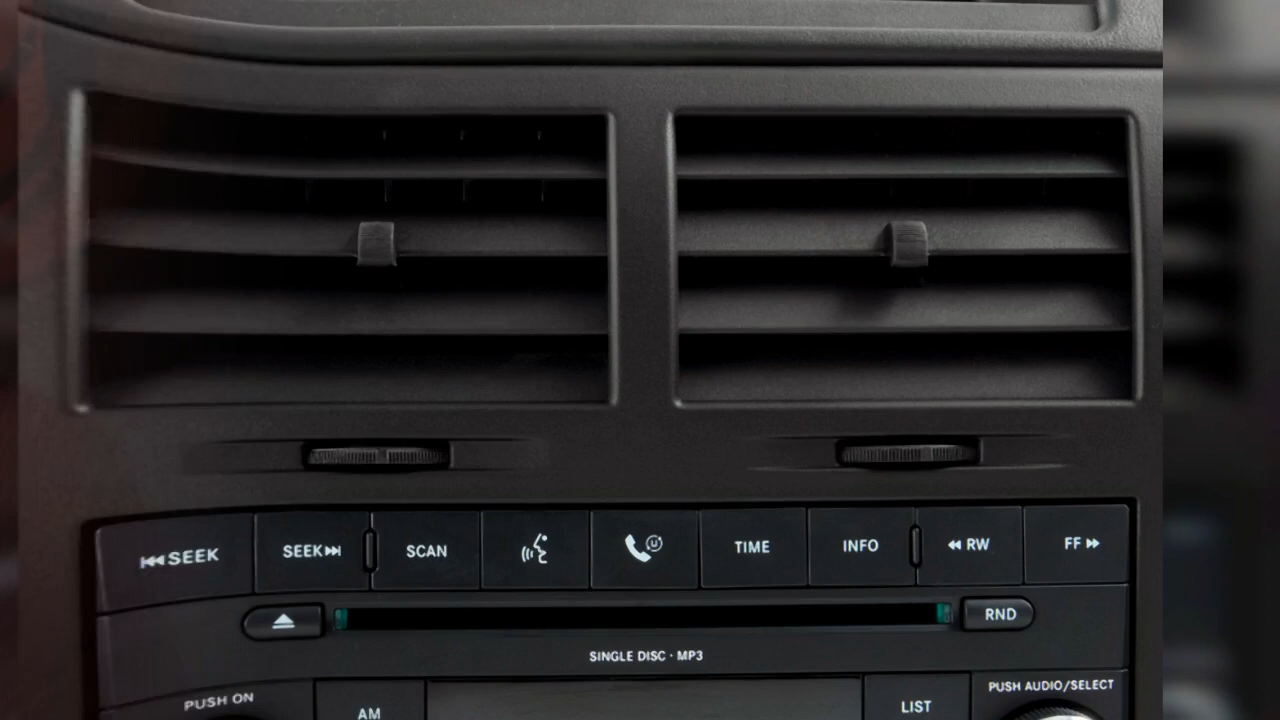 ⏮SEEK
SEEK⏭
SCAN
TIME
INFO
◀◀ RW
FF ▶▶
RND
SINGLE DISC · MP3
PUSH ON
AM
LIST
PUSH AUDIO/SELECT